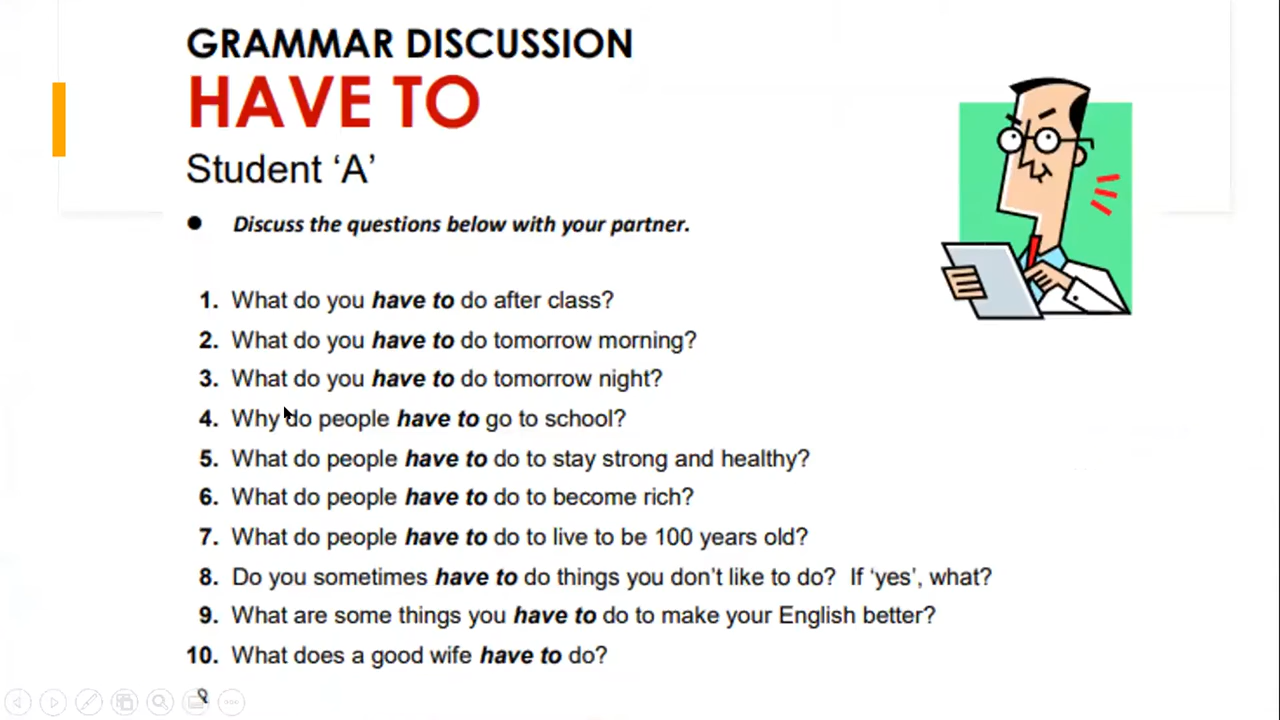 GRAMMAR DISCUSSION
HAVE TO
Student ‘A’
● Discuss the questions below with your partner.
1. What do you have to do after class?
2. What do you have to do tomorrow morning?
3. What do you have to do tomorrow night?
4. Why do people have to go to school?
5. What do people have to do to stay strong and healthy?
6. What do people have to do to become rich?
7. What do people have to do to live to be 100 years old?
8. Do you sometimes have to do things you don’t like to do? If ‘yes’, what?
9. What are some things you have to do to make your English better?
10. What does a good wife have to do?